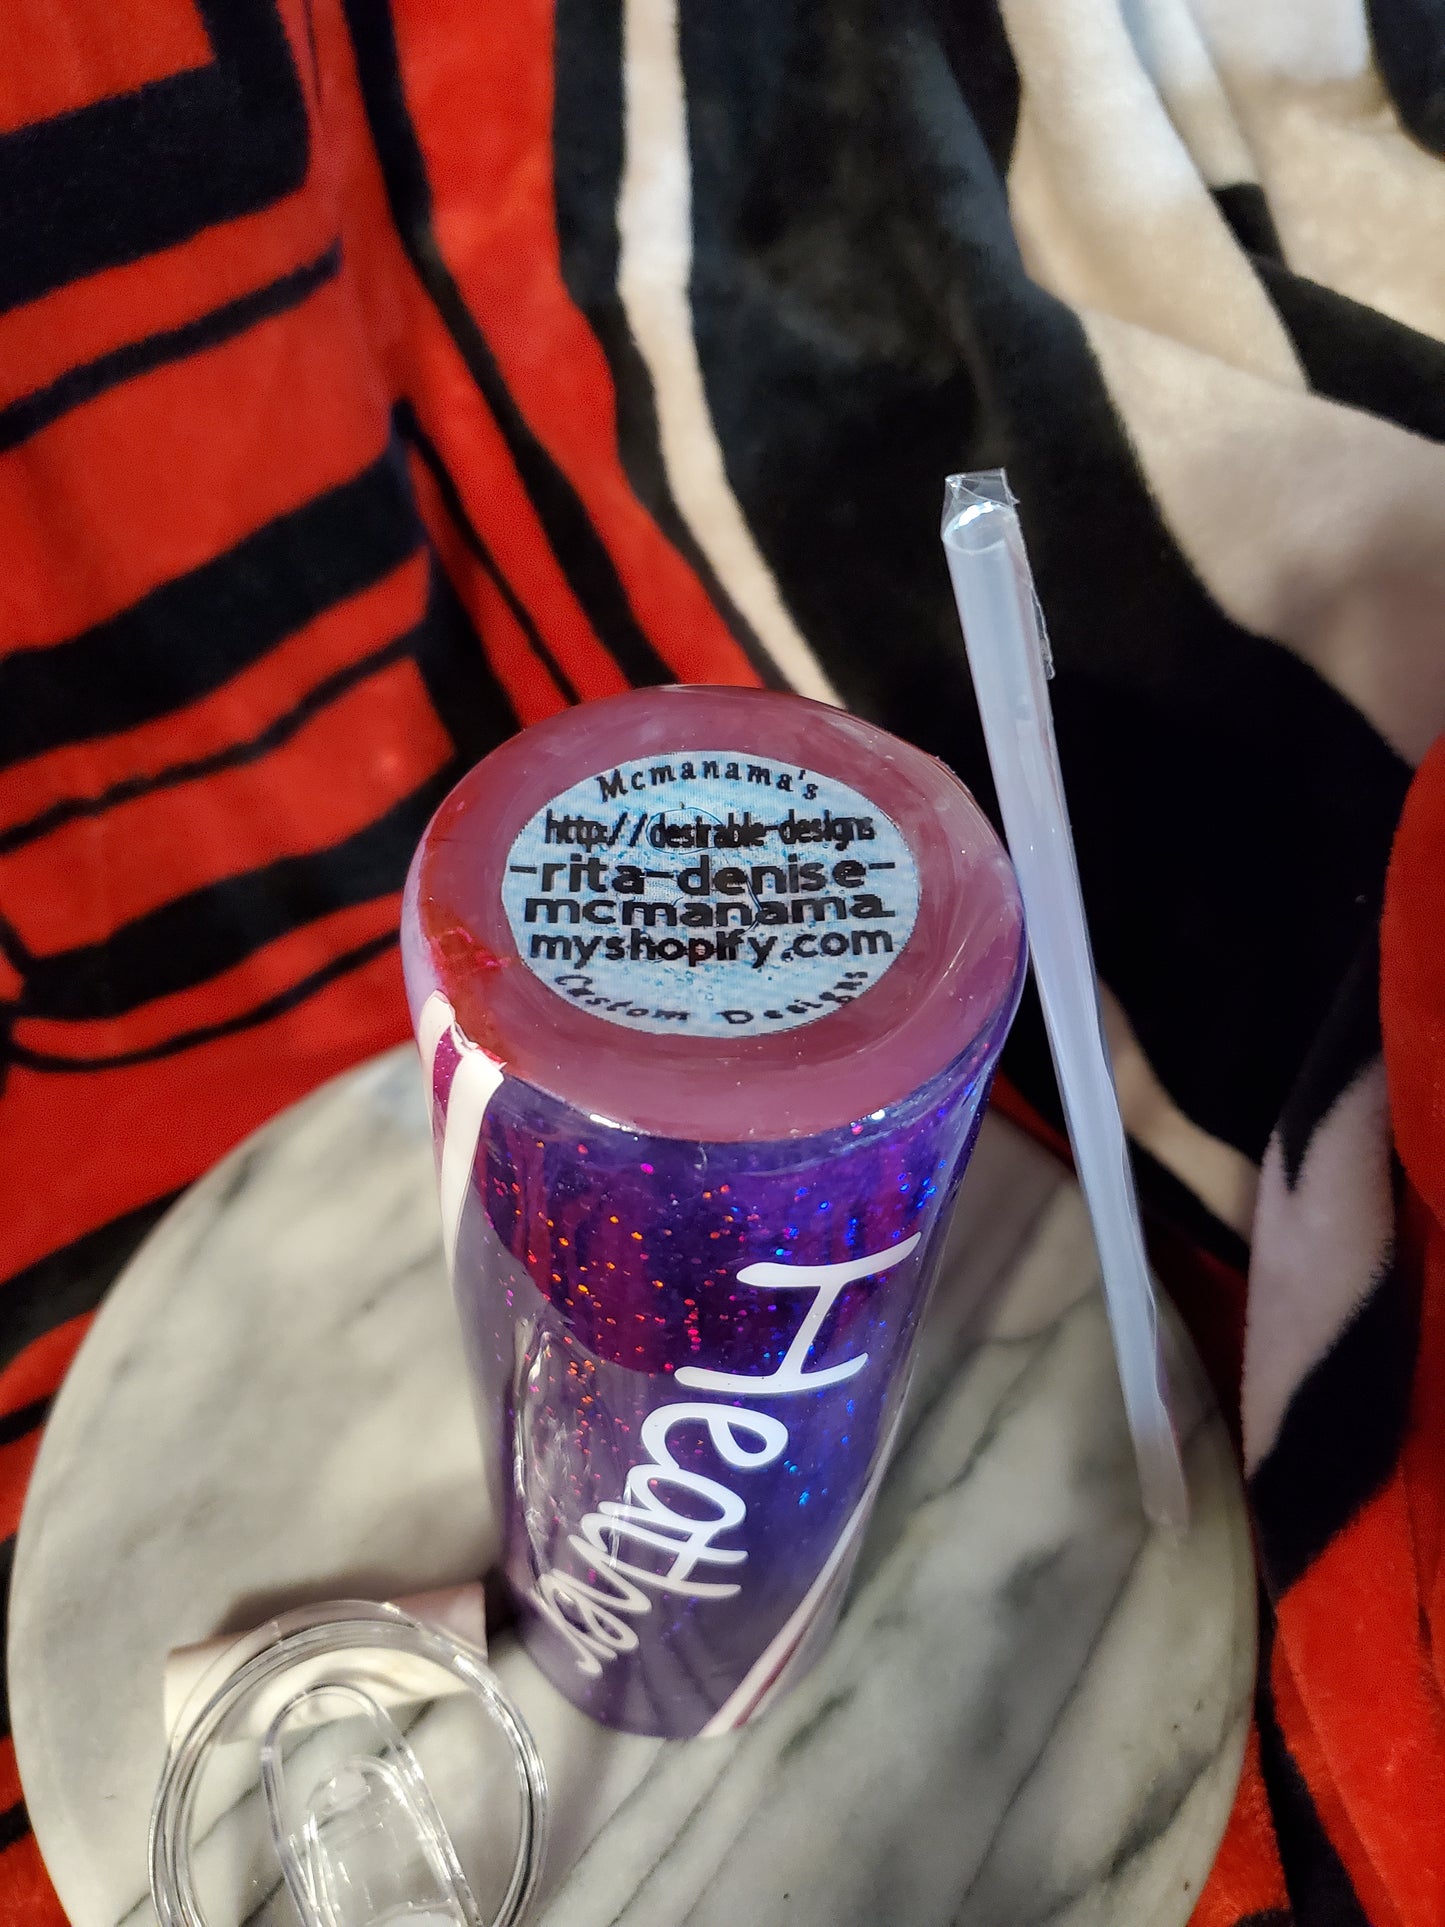 Mcmanama's
http://desirable-designs
-rita-denise-
mcmanama.
myshopify.com
Custom Designs
Heather